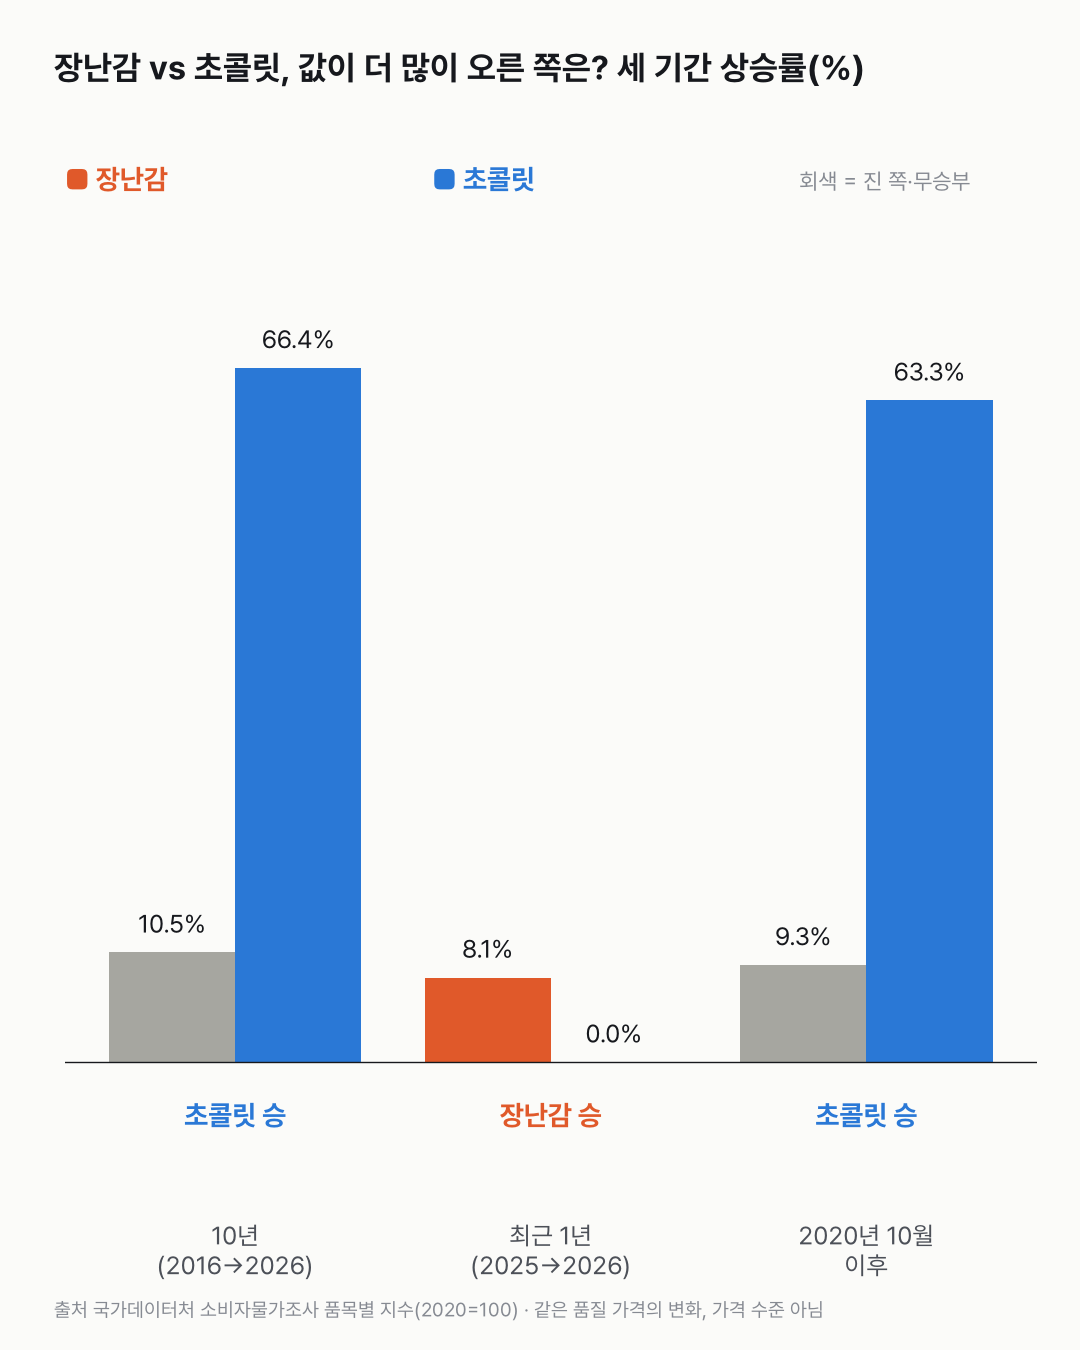 장난감 vs 초콜릿, 값이 더 많이 오른 쪽은? 세 기간 상승률(%)
장난감
초콜릿
회색 = 진 쪽·무승부
66.4%
63.3%
10.5%
8.1%
9.3%
0.0%
초콜릿 승
장난감 승
초콜릿 승
10년
(2016→2026)
최근 1년
(2025→2026)
2020년 10월
이후
출처 국가데이터처 소비자물가조사 품목별 지수(2020=100) · 같은 품질 가격의 변화, 가격 수준 아님